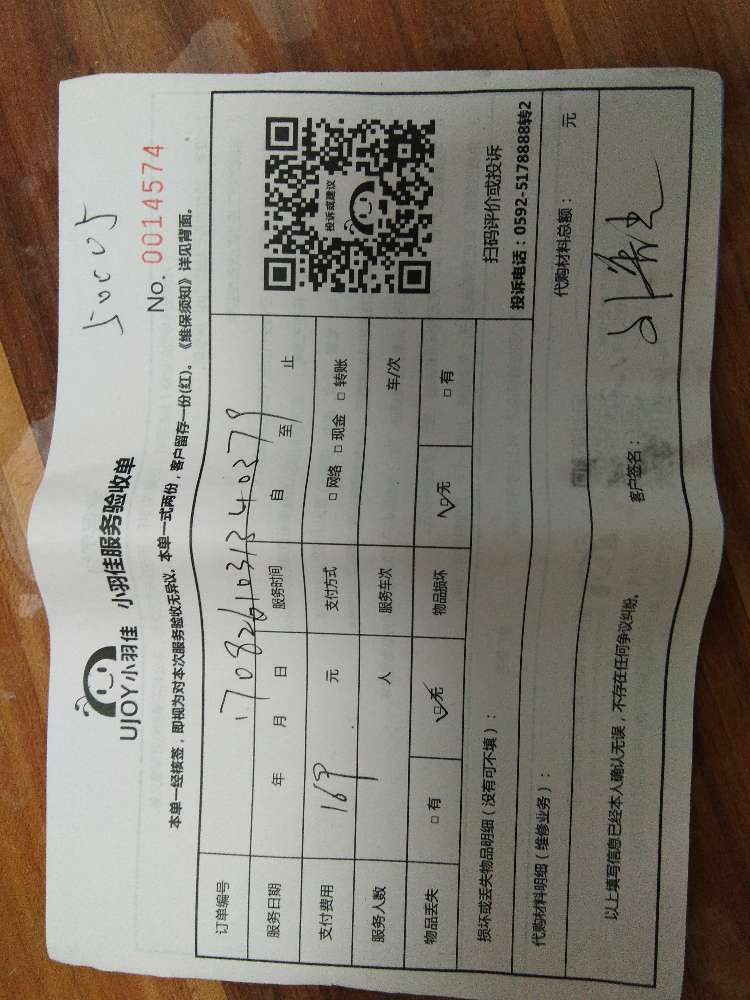 50005
UJOY小羽佳 小羽佳服务验收单
No. 0014574
本单一经核签，即视为对本次服务验收无异议，本单一式两份，客户留存一份(红)。《维保须知》详见背面。
订单编号 1708261031340379
服务日期 年 月 日 服务时间 自 至 止
支付费用 169 元 支付方式 □ 网络 □ 现金 □ 转账
服务人数 人 服务车次 车/次
物品丢失 □ 有 □ 无 物品损坏 □ 无 □ 有
投诉或建议
扫码评价或投诉
投诉电话：0592-5178888转2
损坏或丢失物品明细（没有可不填）：
代购材料明细（维修业务）： 代购材料总额： 元
以上填写信息已经本人确认无误，不存在任何争议纠纷。 客户签名：